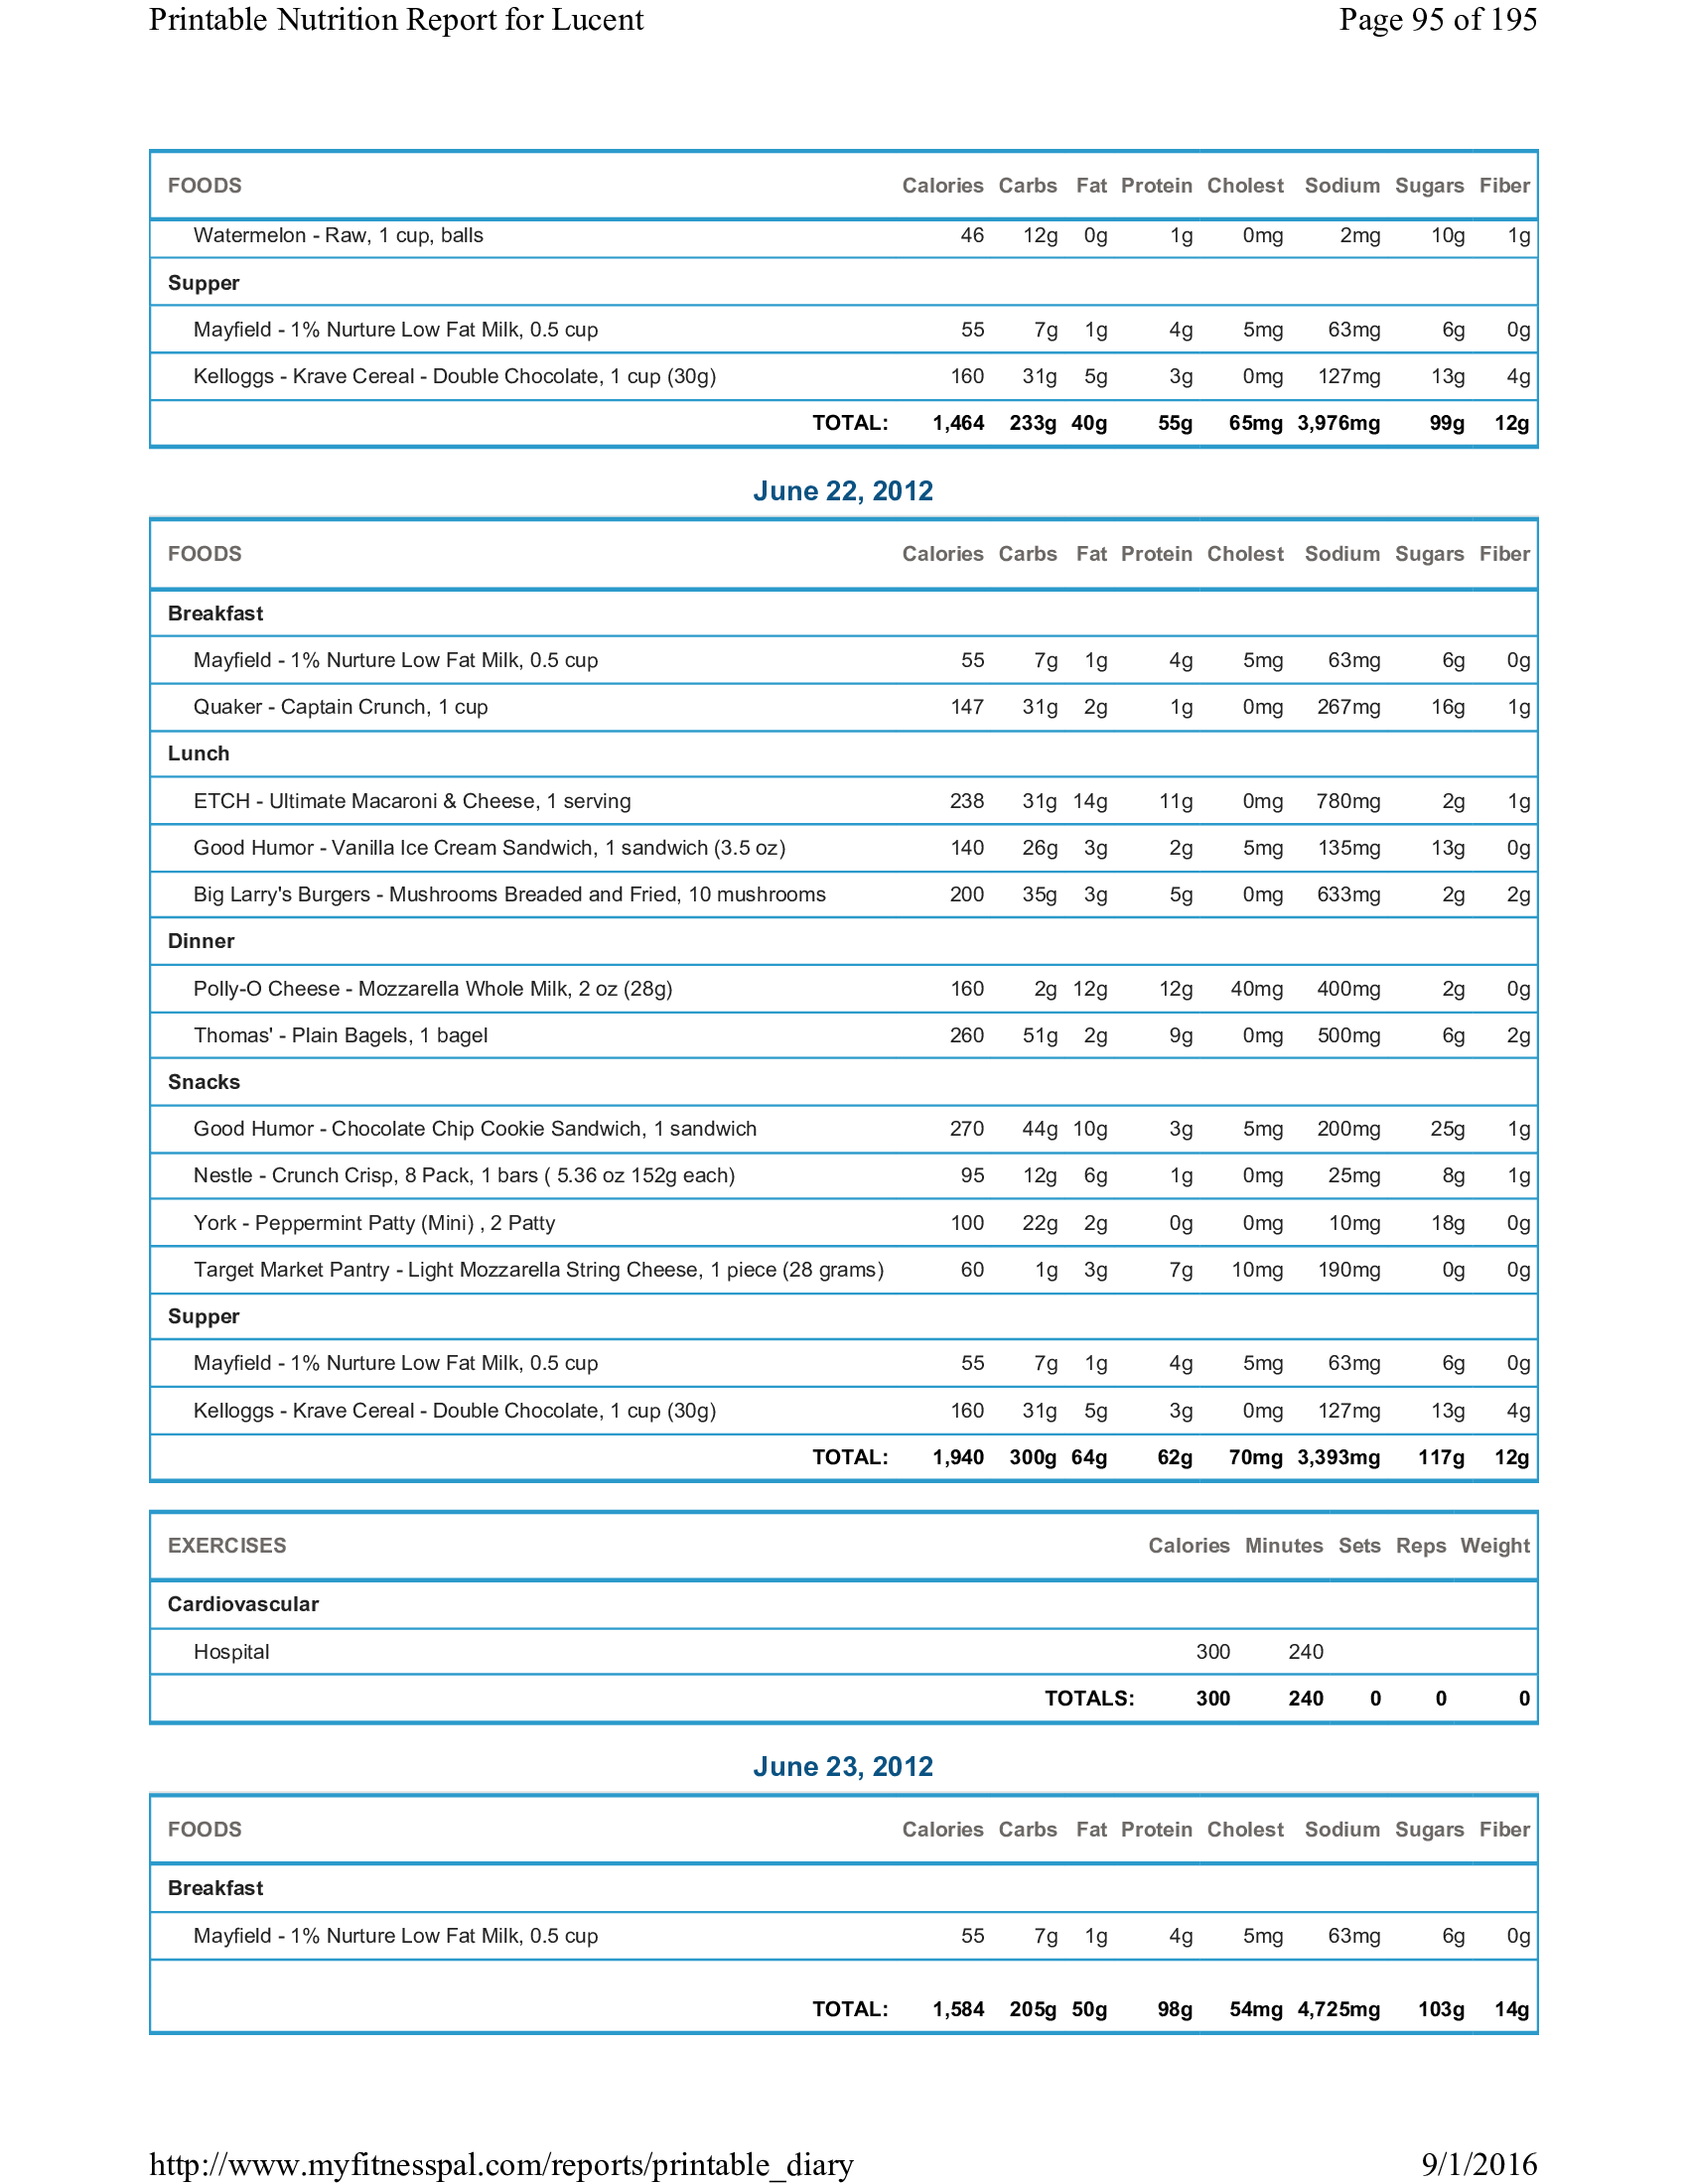 Printable Nutrition Report for Lucent Page 95 of 195
FOODS Calories Carbs Fat Protein Cholest Sodium Sugars Fiber
Watermelon - Raw, 1 cup, balls 46 12g 0g 1g 0mg 2mg 10g 1g
Supper
Mayfield - 1% Nurture Low Fat Milk, 0.5 cup 55 7g 1g 4g 5mg 63mg 6g 0g
Kelloggs - Krave Cereal - Double Chocolate, 1 cup (30g) 160 31g 5g 3g 0mg 127mg 13g 4g
TOTAL: 1,464 233g 40g 55g 65mg 3,976mg 99g 12g
June 22, 2012
FOODS Calories Carbs Fat Protein Cholest Sodium Sugars Fiber
Breakfast
Mayfield - 1% Nurture Low Fat Milk, 0.5 cup 55 7g 1g 4g 5mg 63mg 6g 0g
Quaker - Captain Crunch, 1 cup 147 31g 2g 1g 0mg 267mg 16g 1g
Lunch
ETCH - Ultimate Macaroni & Cheese, 1 serving 238 31g 14g 11g 0mg 780mg 2g 1g
Good Humor - Vanilla Ice Cream Sandwich, 1 sandwich (3.5 oz) 140 26g 3g 2g 5mg 135mg 13g 0g
Big Larry's Burgers - Mushrooms Breaded and Fried, 10 mushrooms 200 35g 3g 5g 0mg 633mg 2g 2g
Dinner
Polly-O Cheese - Mozzarella Whole Milk, 2 oz (28g) 160 2g 12g 12g 40mg 400mg 2g 0g
Thomas' - Plain Bagels, 1 bagel 260 51g 2g 9g 0mg 500mg 6g 2g
Snacks
Good Humor - Chocolate Chip Cookie Sandwich, 1 sandwich 270 44g 10g 3g 5mg 200mg 25g 1g
Nestle - Crunch Crisp, 8 Pack, 1 bars ( 5.36 oz 152g each) 95 12g 6g 1g 0mg 25mg 8g 1g
York - Peppermint Patty (Mini) , 2 Patty 100 22g 2g 0g 0mg 10mg 18g 0g
Target Market Pantry - Light Mozzarella String Cheese, 1 piece (28 grams) 60 1g 3g 7g 10mg 190mg 0g 0g
Supper
Mayfield - 1% Nurture Low Fat Milk, 0.5 cup 55 7g 1g 4g 5mg 63mg 6g 0g
Kelloggs - Krave Cereal - Double Chocolate, 1 cup (30g) 160 31g 5g 3g 0mg 127mg 13g 4g
TOTAL: 1,940 300g 64g 62g 70mg 3,393mg 117g 12g
EXERCISES Calories Minutes Sets Reps Weight
Cardiovascular
Hospital 300 240
TOTALS: 300 240 0 0 0
June 23, 2012
FOODS Calories Carbs Fat Protein Cholest Sodium Sugars Fiber
Breakfast
Mayfield - 1% Nurture Low Fat Milk, 0.5 cup 55 7g 1g 4g 5mg 63mg 6g 0g
TOTAL: 1,584 205g 50g 98g 54mg 4,725mg 103g 14g
http://www.myfitnesspal.com/reports/printable_diary 9/1/2016